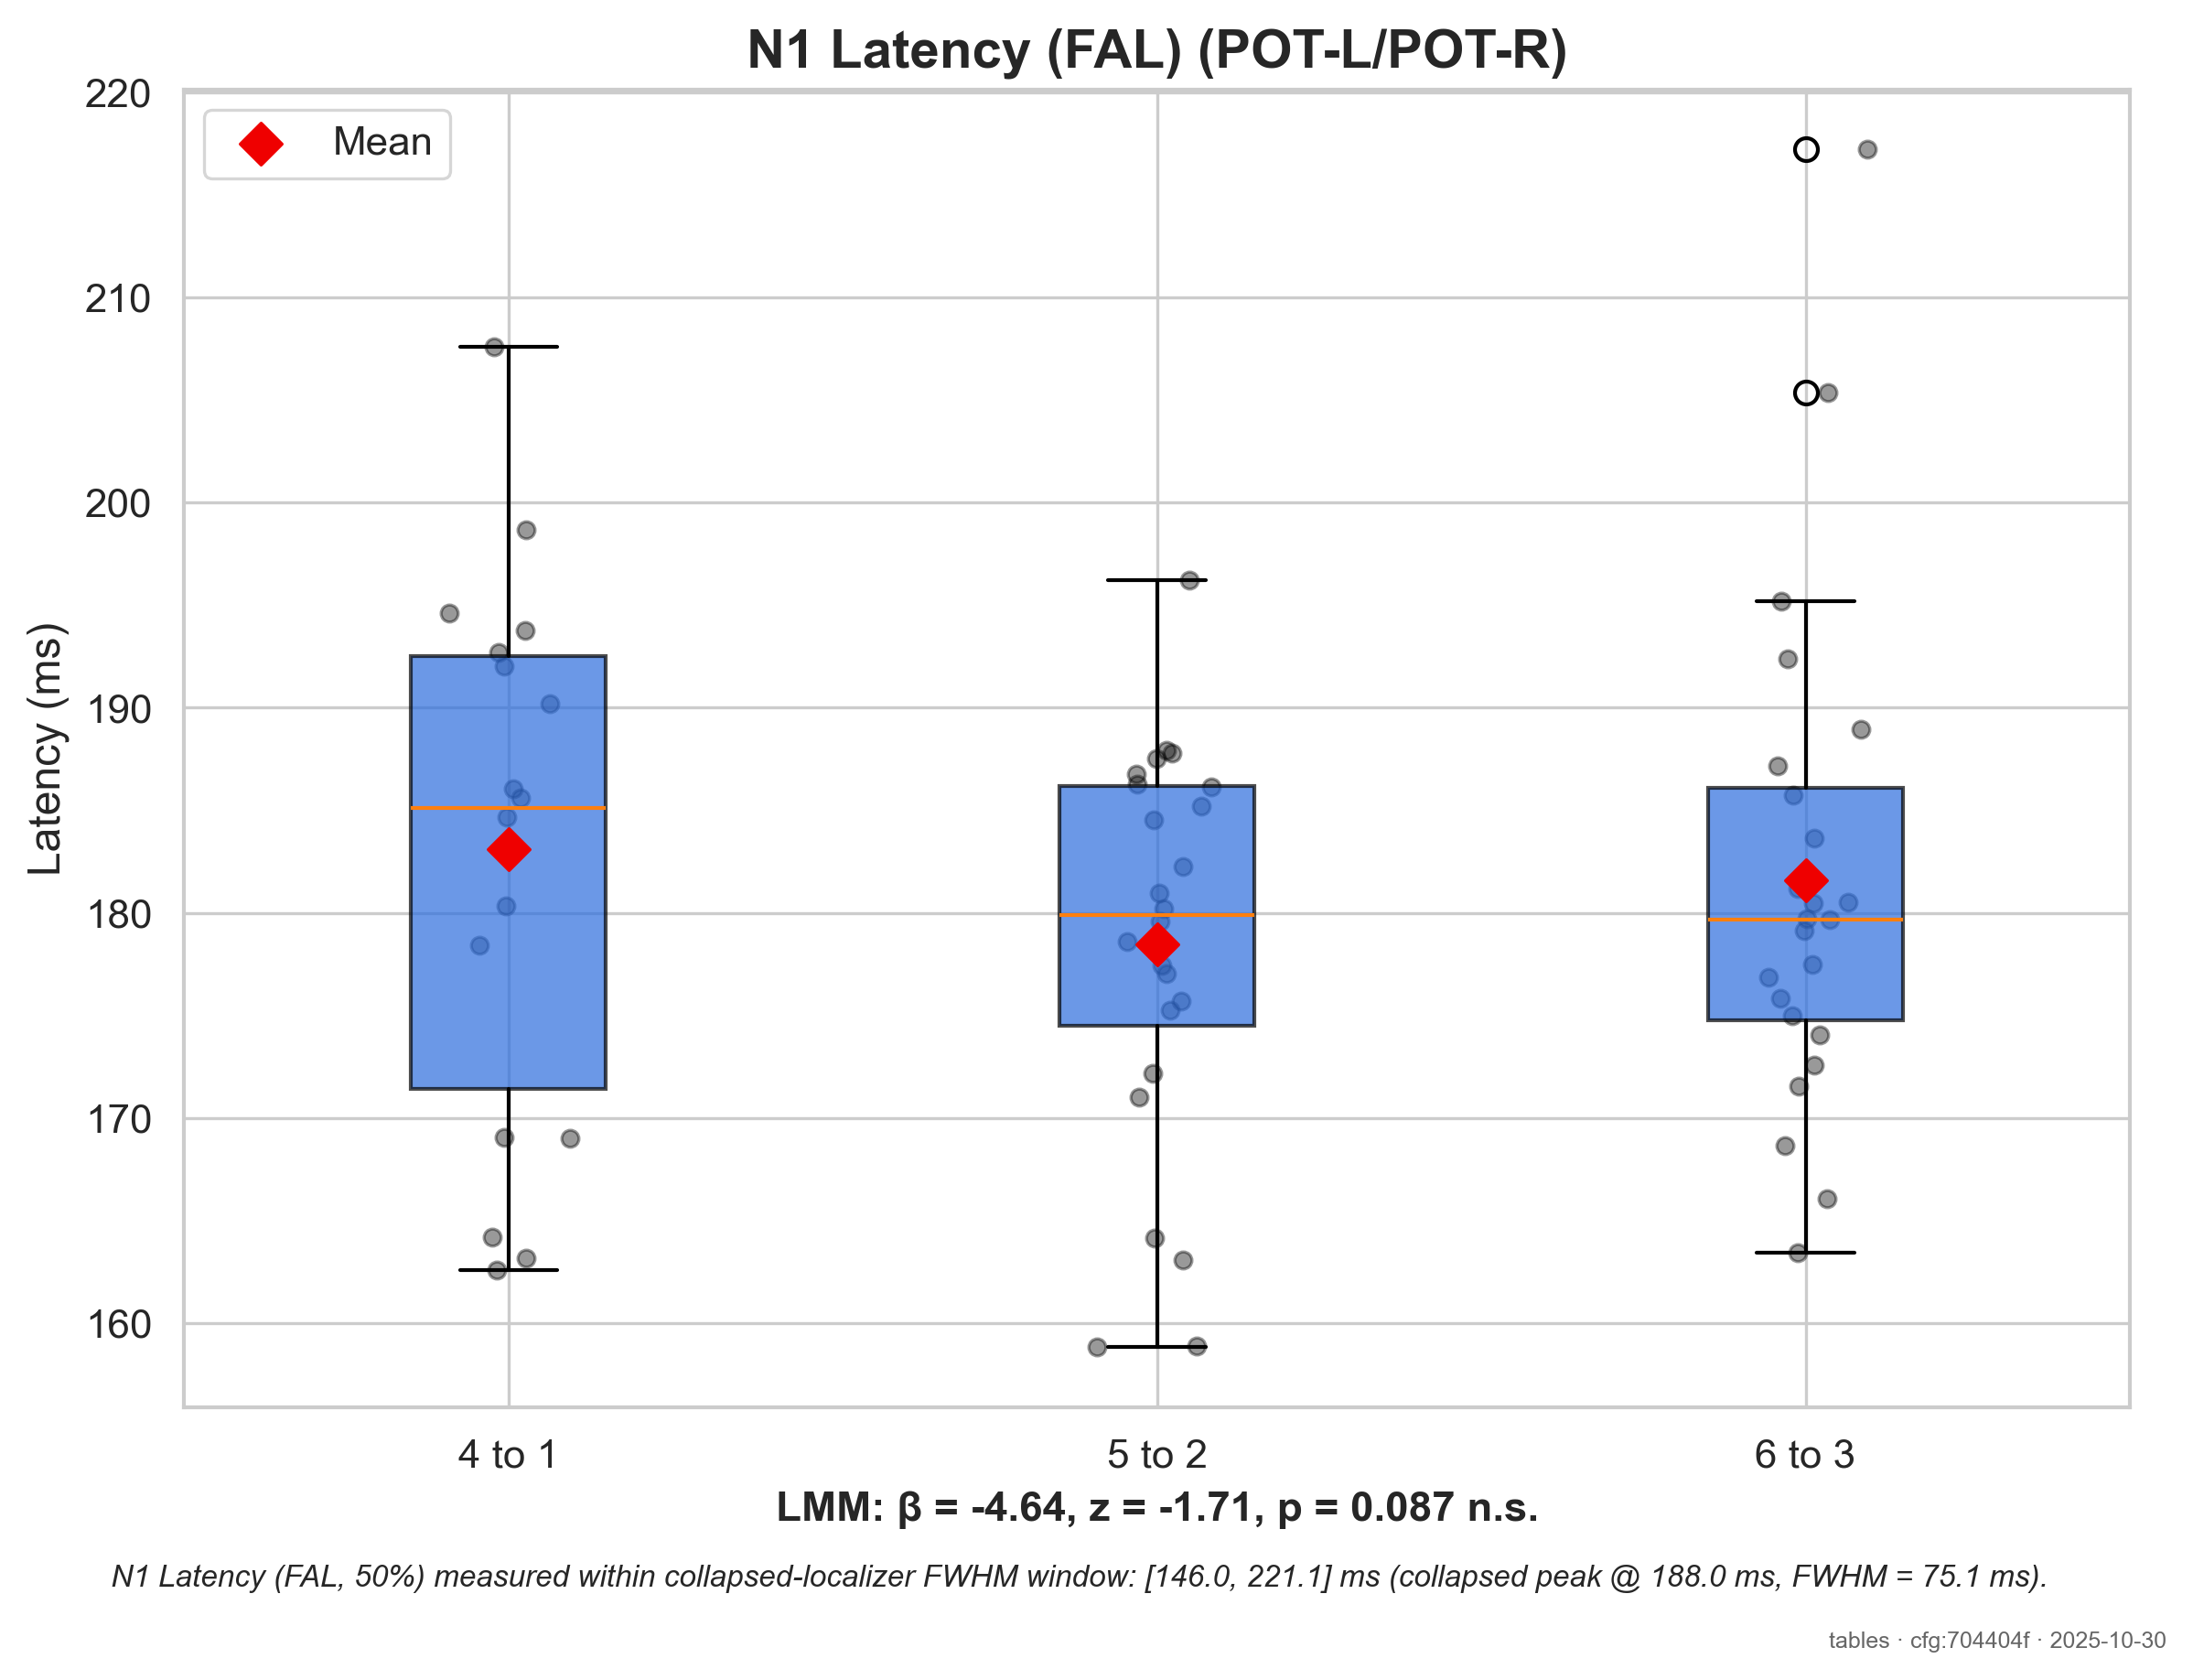 N1 Latency (FAL) (POT-L/POT-R)
220
210
200
190
180
170
160
Latency (ms)
Mean
4 to 1
5 to 2
6 to 3
LMM: β = -4.64, z = -1.71, p = 0.087 n.s.
N1 Latency (FAL, 50%) measured within collapsed-localizer FWHM window: [146.0, 221.1] ms (collapsed peak @ 188.0 ms, FWHM = 75.1 ms).
tables · cfg:704404f · 2025-10-30